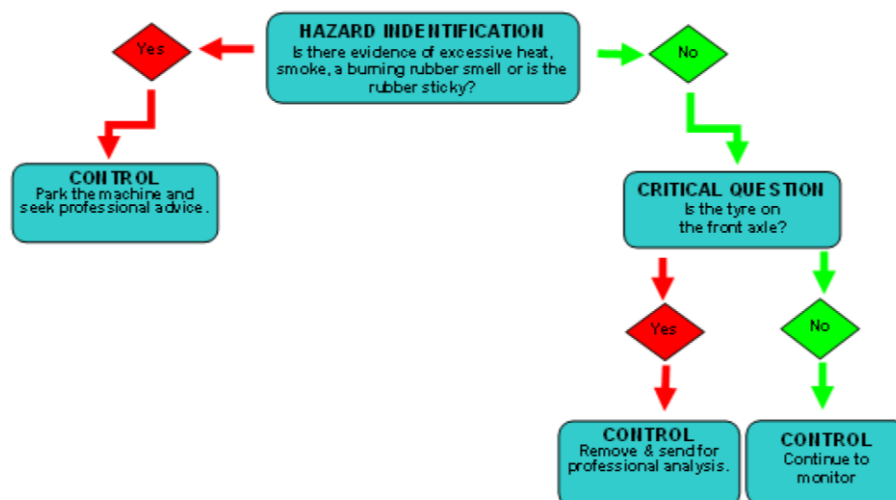 HAZARD INDENTIFICATION
Is there evidence of excessive heat,
smoke, a burning rubber smell or is the
rubber sticky?
Yes
No
CONTROL
Park the machine and
seek professional advice.
CRITICAL QUESTION
Is the tyre on
the front axle?
Yes
No
CONTROL
Remove & send for
professional analysis.
CONTROL
Continue to
monitor